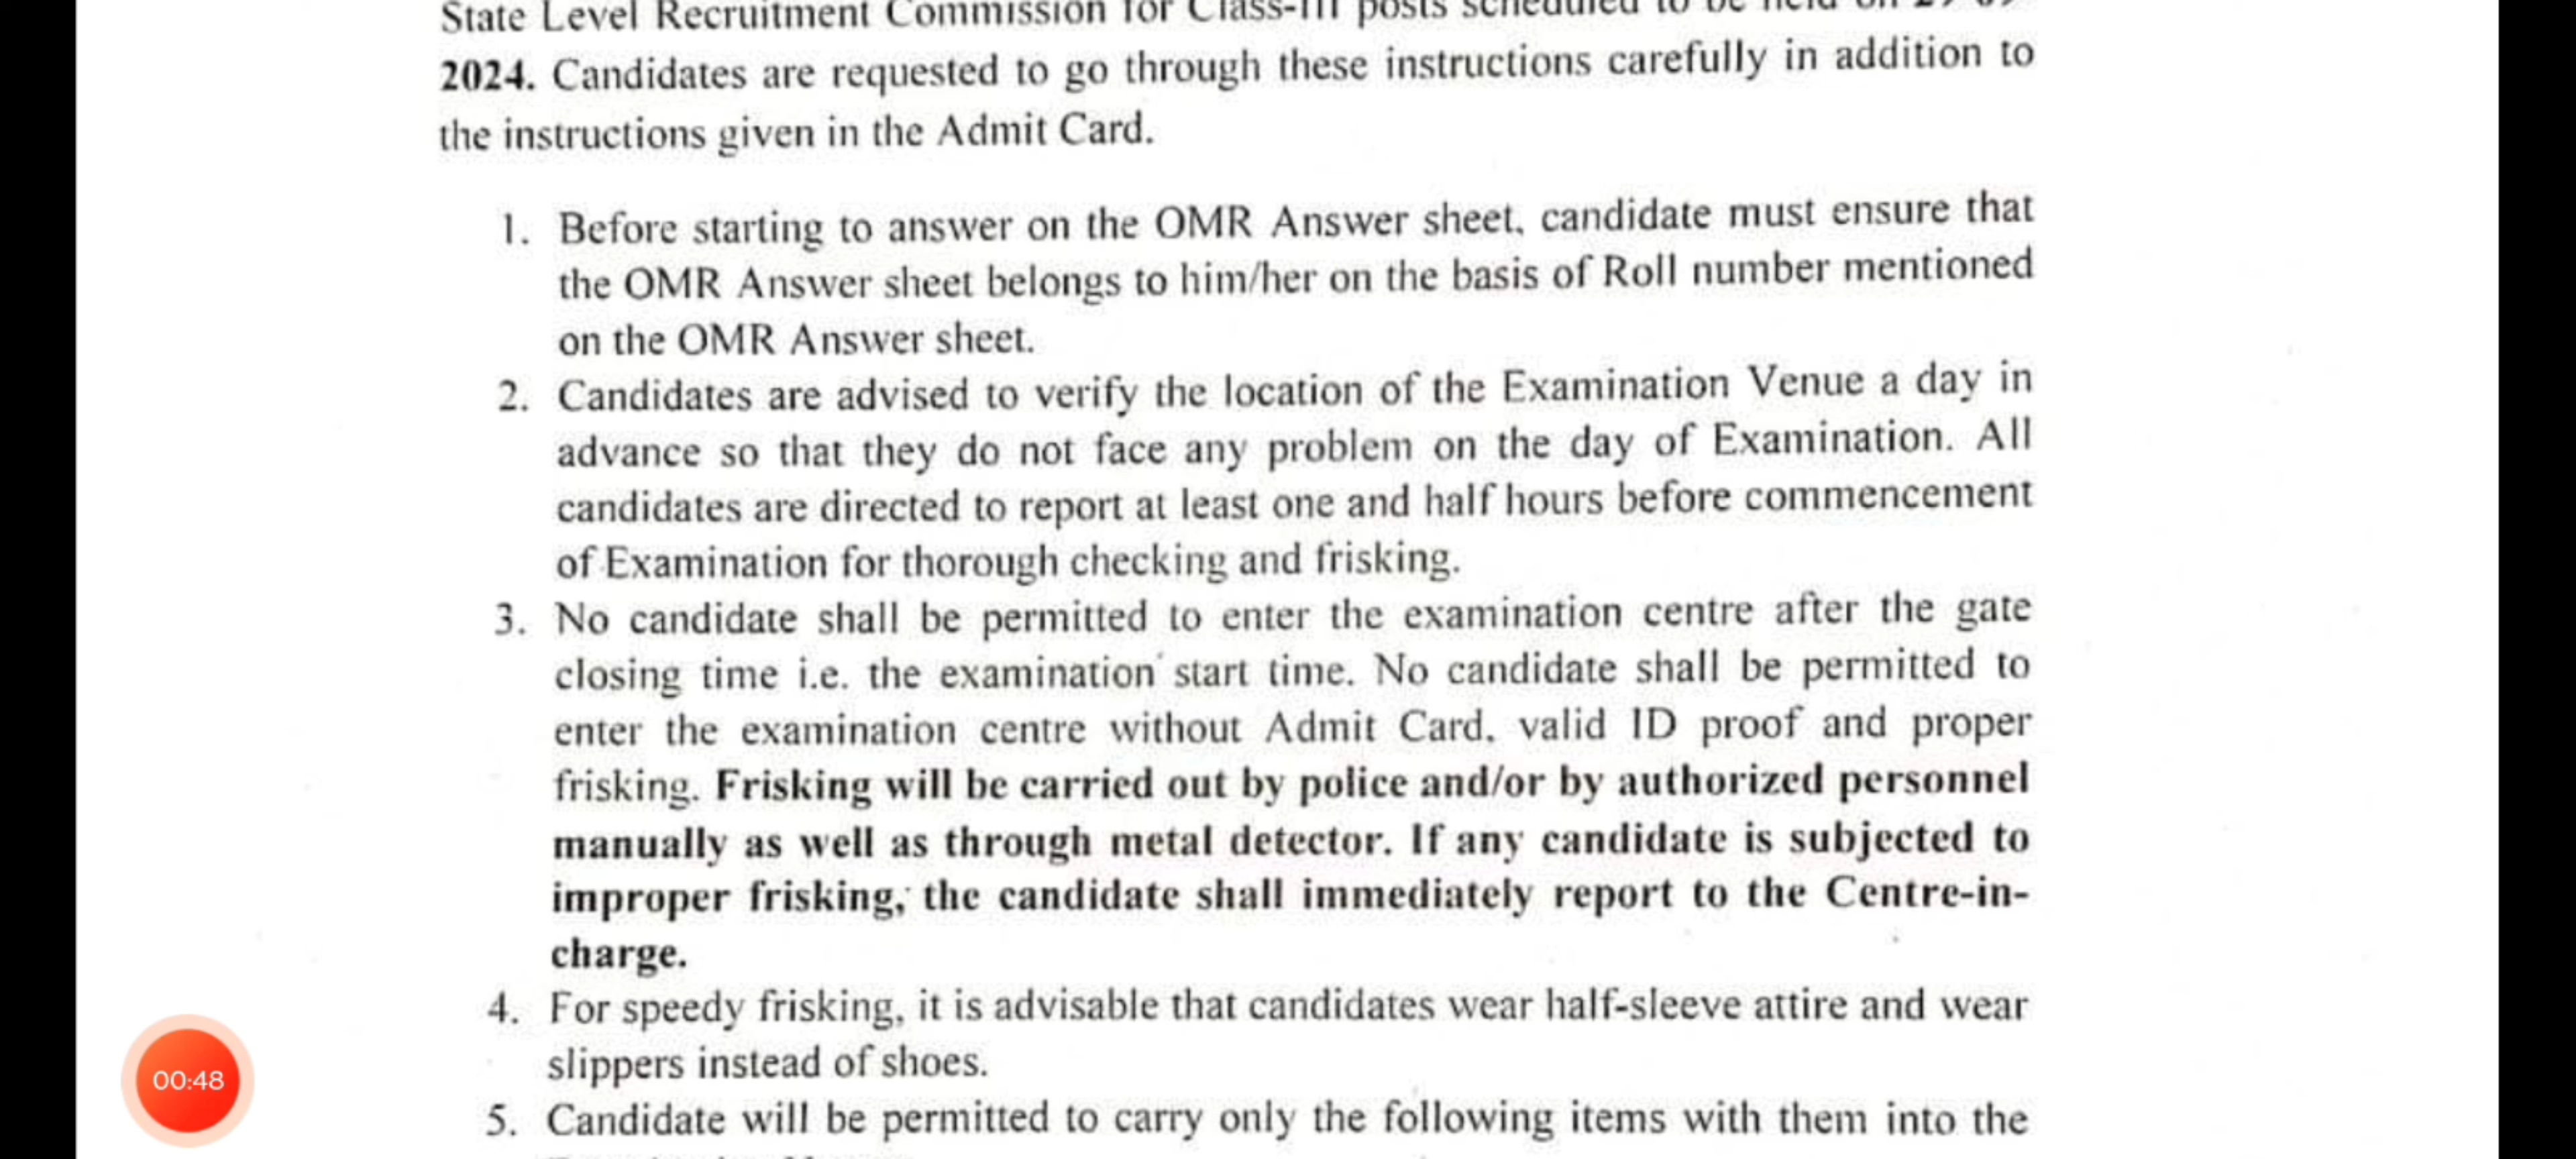 State Level Recruitment Commission for Class-III posts scheduled to be held on
2024. Candidates are requested to go through these instructions carefully in addition to
the instructions given in the Admit Card.
1. Before starting to answer on the OMR Answer sheet, candidate must ensure that
the OMR Answer sheet belongs to him/her on the basis of Roll number mentioned
on the OMR Answer sheet.
2. Candidates are advised to verify the location of the Examination Venue a day in
advance so that they do not face any problem on the day of Examination. All
candidates are directed to report at least one and half hours before commencement
of Examination for thorough checking and frisking.
3. No candidate shall be permitted to enter the examination centre after the gate
closing time i.e. the examination start time. No candidate shall be permitted to
enter the examination centre without Admit Card, valid ID proof and proper
frisking. Frisking will be carried out by police and/or by authorized personnel
manually as well as through metal detector. If any candidate is subjected to
improper frisking, the candidate shall immediately report to the Centre-in-
charge.
4. For speedy frisking, it is advisable that candidates wear half-sleeve attire and wear
slippers instead of shoes.
5. Candidate will be permitted to carry only the following items with them into the
00:48